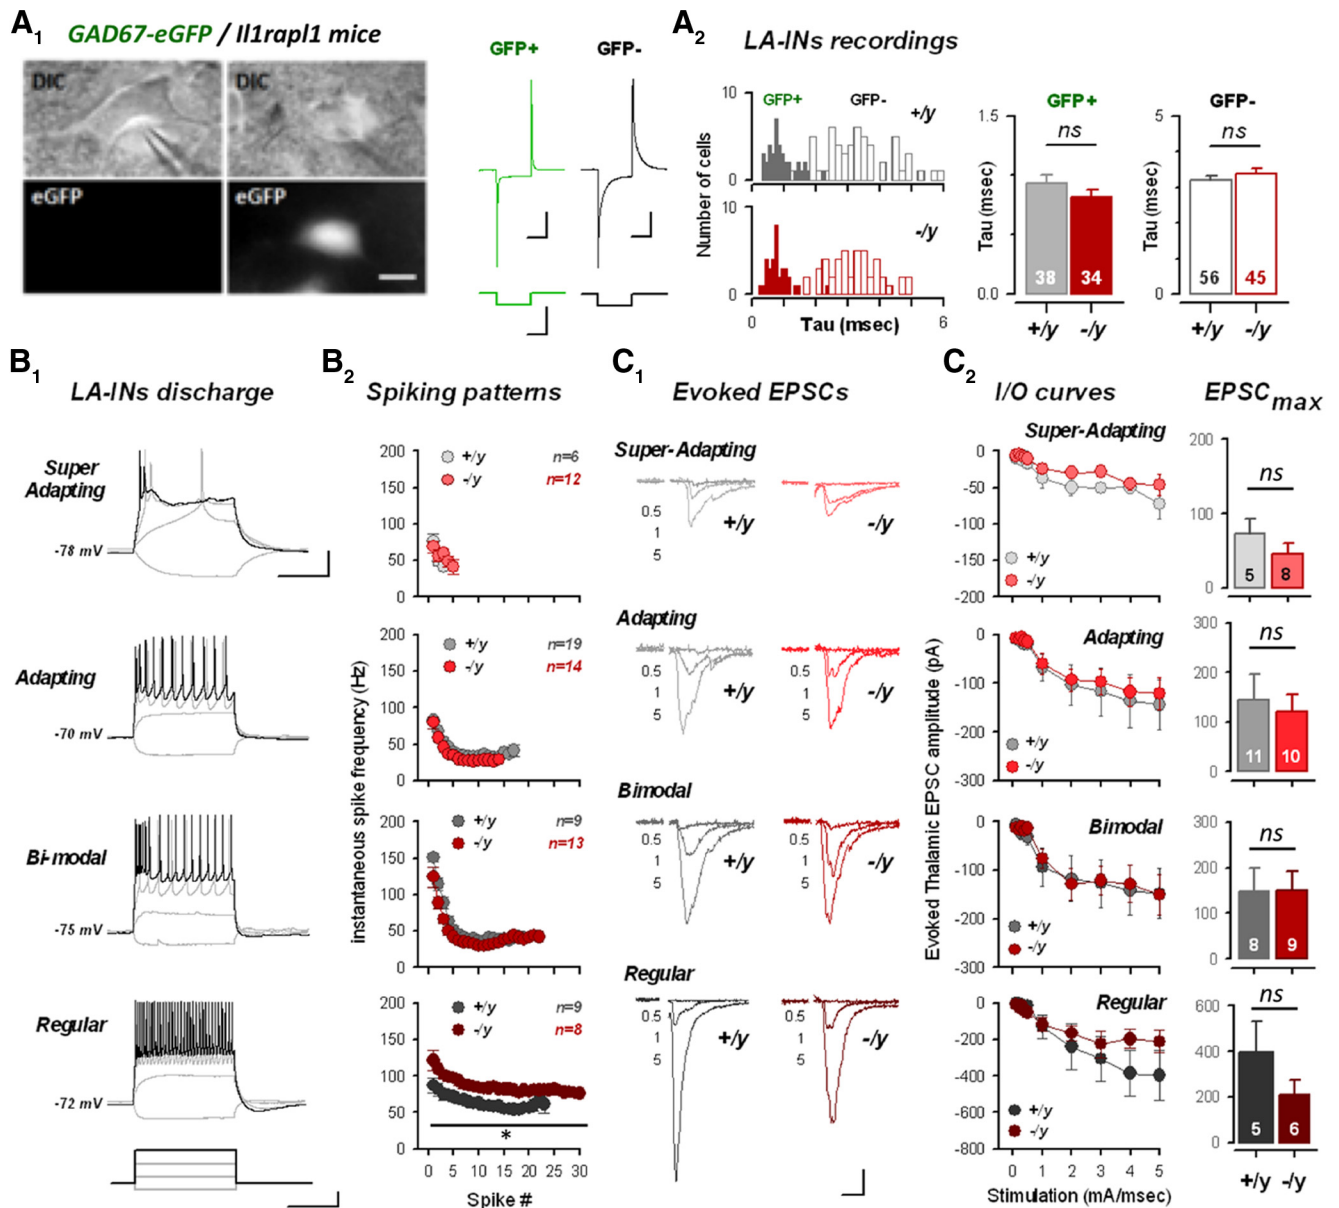 A1
GAD67-eGFP / Il1rapl1 mice
DIC
DIC
eGFP
eGFP
GFP+
GFP-
A2
LA-INs recordings
Number of cells
10
0
GFP+
GFP-
+/y
10
0
-/y
0
6
Tau (msec)
GFP+
Tau (msec)
1.5
0.0
ns
38
34
+/y
-/y
GFP-
Tau (msec)
5
0
ns
56
45
+/y
-/y
B1
LA-INs discharge
Super
Adapting
-78 mV
Adapting
-70 mV
Bi-modal
-75 mV
Regular
-72 mV
B2
Spiking patterns
instantaneous spike frequency (Hz)
200
150
100
50
0
+/y
n=6
-/y
n=12
200
150
100
50
0
+/y
n=19
-/y
n=14
200
150
100
50
0
+/y
n=9
-/y
n=13
200
150
100
50
0
+/y
n=9
-/y
n=8
*
0 5 10 15 20 25 30
Spike #
C1
Evoked EPSCs
Super-Adapting
0.5
1
5
+/y
0.5
1
5
-/y
Adapting
0.5
1
5
+/y
0.5
1
5
-/y
Bimodal
0.5
1
5
+/y
0.5
1
5
-/y
Regular
0.5
1
5
+/y
0.5
1
5
-/y
C2
I/O curves
Evoked Thalamic EPSC amplitude (pA)
Super-Adapting
0
-50
-100
-150
-200
+/y
-/y
Adapting
0
-100
-200
-300
+/y
-/y
Bimodal
0
-100
-200
-300
+/y
-/y
Regular
0
-200
-400
-600
-800
+/y
-/y
0 1 2 3 4 5
Stimulation (mA/msec)
EPSCmax
200
100
0
ns
5
8
300
200
100
0
ns
11
10
300
200
100
0
ns
8
9
600
400
200
0
ns
5
6
+/y
-/y